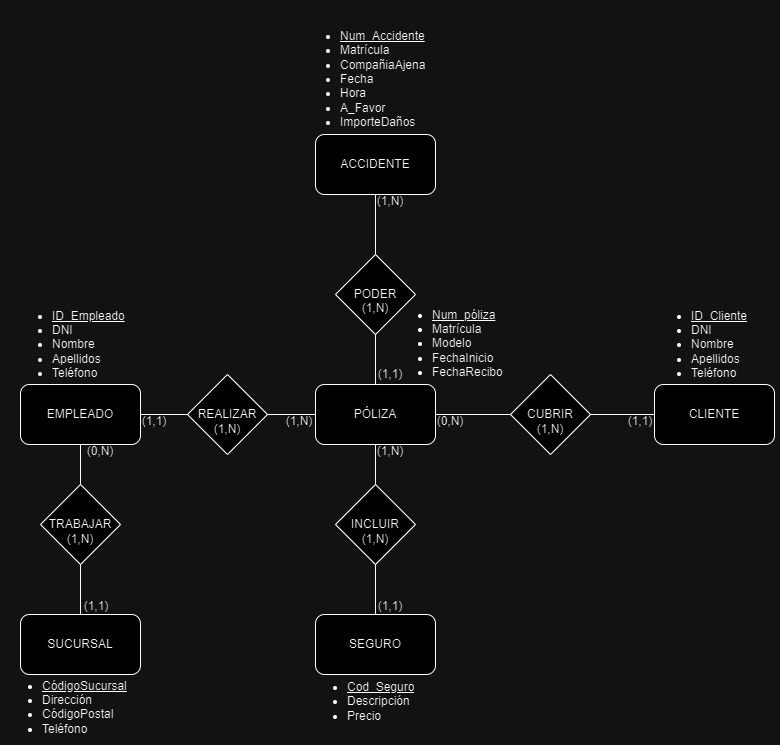 Num_Accidente
Matrícula
CompañiaAjena
Fecha
Hora
A_Favor
ImporteDaños
ACCIDENTE
(1,N)
PODER
(1,N)
(1,1)
ID_Empleado
DNI
Nombre
Apellidos
Teléfono
Num_póliza
Matrícula
Modelo
FechaInicio
FechaRecibo
ID_Cliente
DNI
Nombre
Apellidos
Teléfono
EMPLEADO
(1,1)
REALIZAR
(1,N)
(1,N)
PÓLIZA
(0,N)
CUBRIR
(1,N)
(1,1)
CLIENTE
(0,N)
TRABAJAR
(1,N)
(1,1)
(1,N)
INCLUIR
(1,N)
(1,1)
SUCURSAL
CódigoSucursal
Dirección
CódigoPostal
Teléfono
SEGURO
Cod_Seguro
Descripción
Precio